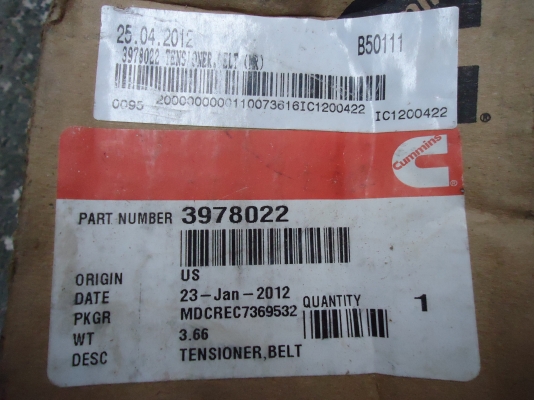 25.04.2012 B50111
3978022 TENSIONER,BELT(MR)
0095 2000000000110073616IC1200422 IC1200422
Cummins
®
PART NUMBER 3978022
ORIGIN US
DATE 23-Jan-2012 QUANTITY 1
PKGR MDCREC7369532
WT 3.66
DESC TENSIONER,BELT